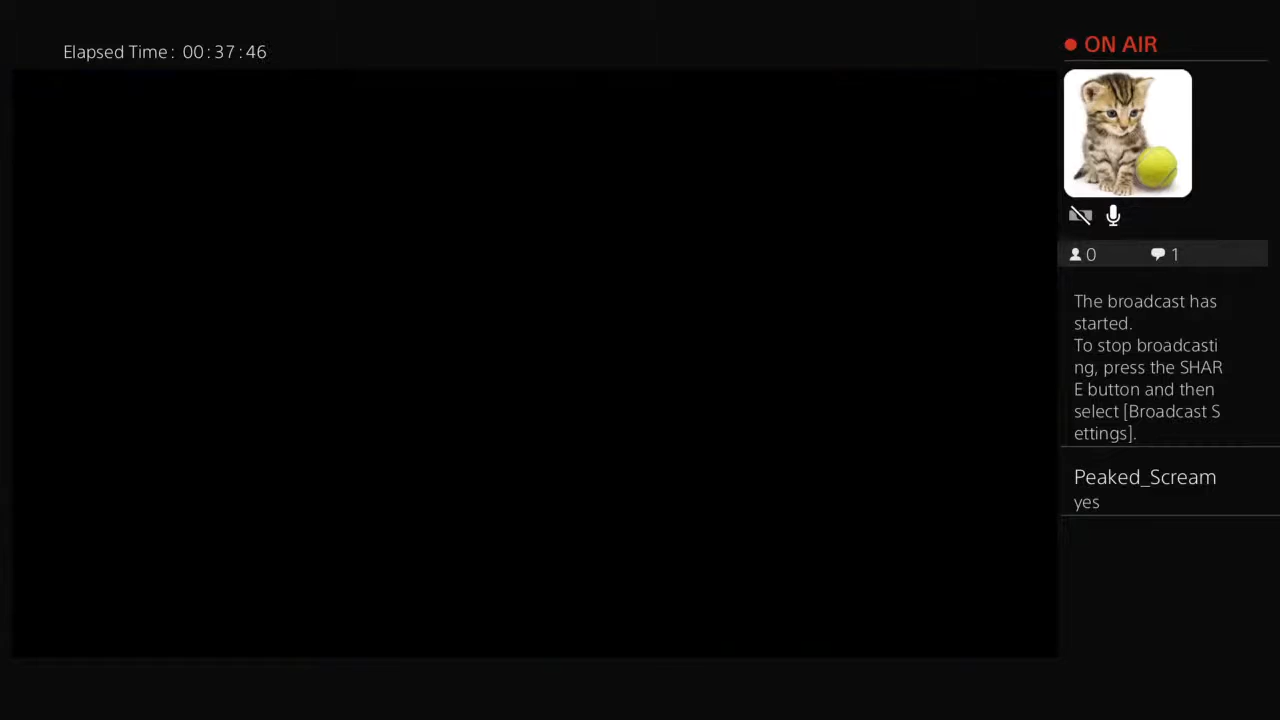 Elapsed Time: 00:37:46
ON AIR
0 1
The broadcast has
started.
To stop broadcasti
ng, press the SHAR
E button and then
select [Broadcast S
ettings].
Peaked_Scream
yes